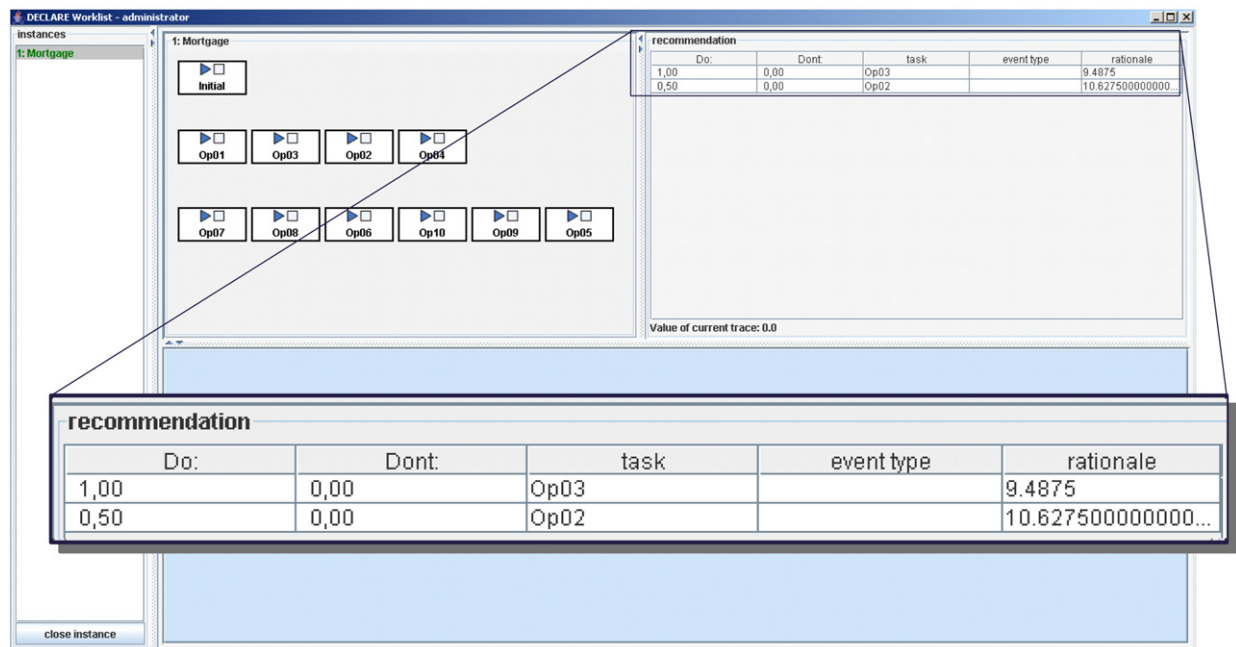 DECLARE Worklist - administrator
instances
1: Mortgage
close instance
1: Mortgage
Initial
Op01 Op03 Op02 Op04
Op07 Op08 Op06 Op10 Op09 Op05
recommendation
Do: Dont: task event type rationale
1,00 0,00 Op03 9.4875
0,50 0,00 Op02 10.627500000000...
Value of current trace: 0.0
recommendation
Do: Dont: task event type rationale
1,00 0,00 Op03 9.4875
0,50 0,00 Op02 10.627500000000...